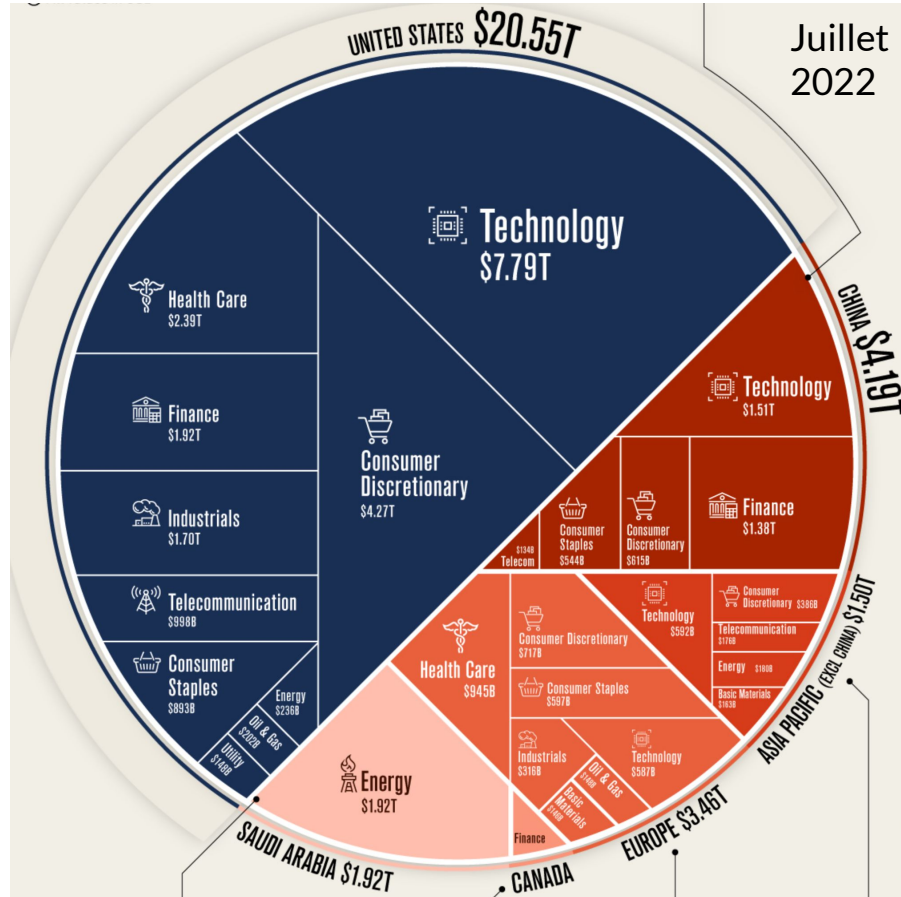 UNITED STATES $20.55T
Juillet
2022
Technology
$7.79T
Health Care
$2.39T
Finance
$1.92T
Industrials
$1.70T
Telecommunication
$998B
Consumer
Staples
$893B
Energy
$236B
Oil & Gas
$202B
Utility
$148B
Consumer
Discretionary
$4.27T
CHINA $4.19T
Technology
$1.51T
Finance
$1.38T
Consumer
Discretionary
$615B
Consumer
Staples
$544B
$134B
Telecom
ASIA PACIFIC (EXCL CHINA) $1.50T
Technology
$592B
Consumer
Discretionary $386B
Telecommunication
$176B
Energy $180B
Basic Materials
$163B
EUROPE $3.46T
Health Care
$945B
Consumer Discretionary
$717B
Consumer Staples
$597B
Industrials
$316B
Technology
$587B
Oil & Gas
Basic
Materials
CANADA
Finance
SAUDI ARABIA $1.92T
Energy
$1.92T